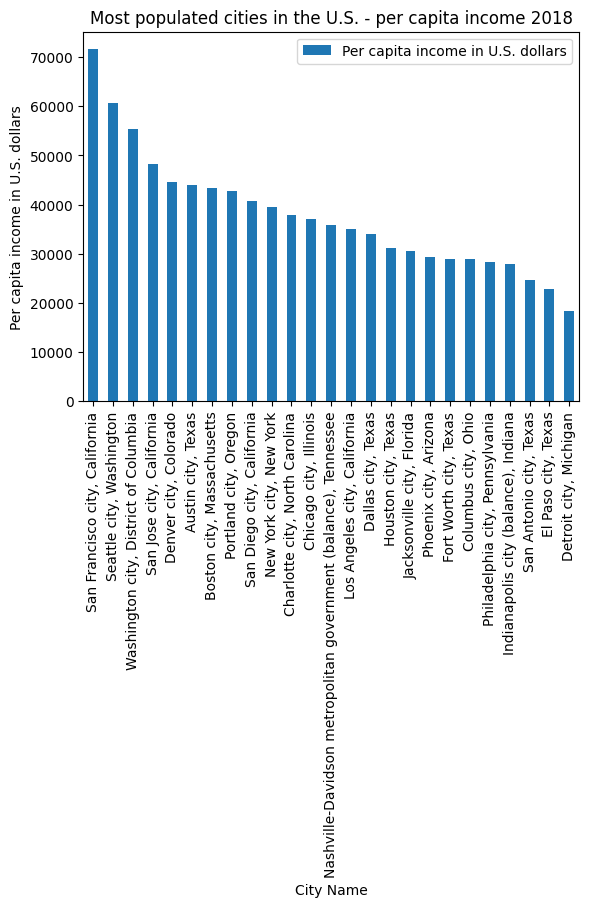 Most populated cities in the U.S. - per capita income 2018
Per capita income in U.S. dollars
Per capita income in U.S. dollars
70000
60000
50000
40000
30000
20000
10000
0
San Francisco city, California
Seattle city, Washington
Washington city, District of Columbia
San Jose city, California
Denver city, Colorado
Austin city, Texas
Boston city, Massachusetts
Portland city, Oregon
San Diego city, California
New York city, New York
Charlotte city, North Carolina
Chicago city, Illinois
Nashville-Davidson metropolitan government (balance), Tennessee
Los Angeles city, California
Dallas city, Texas
Houston city, Texas
Jacksonville city, Florida
Phoenix city, Arizona
Fort Worth city, Texas
Columbus city, Ohio
Philadelphia city, Pennsylvania
Indianapolis city (balance), Indiana
San Antonio city, Texas
El Paso city, Texas
Detroit city, Michigan
City Name